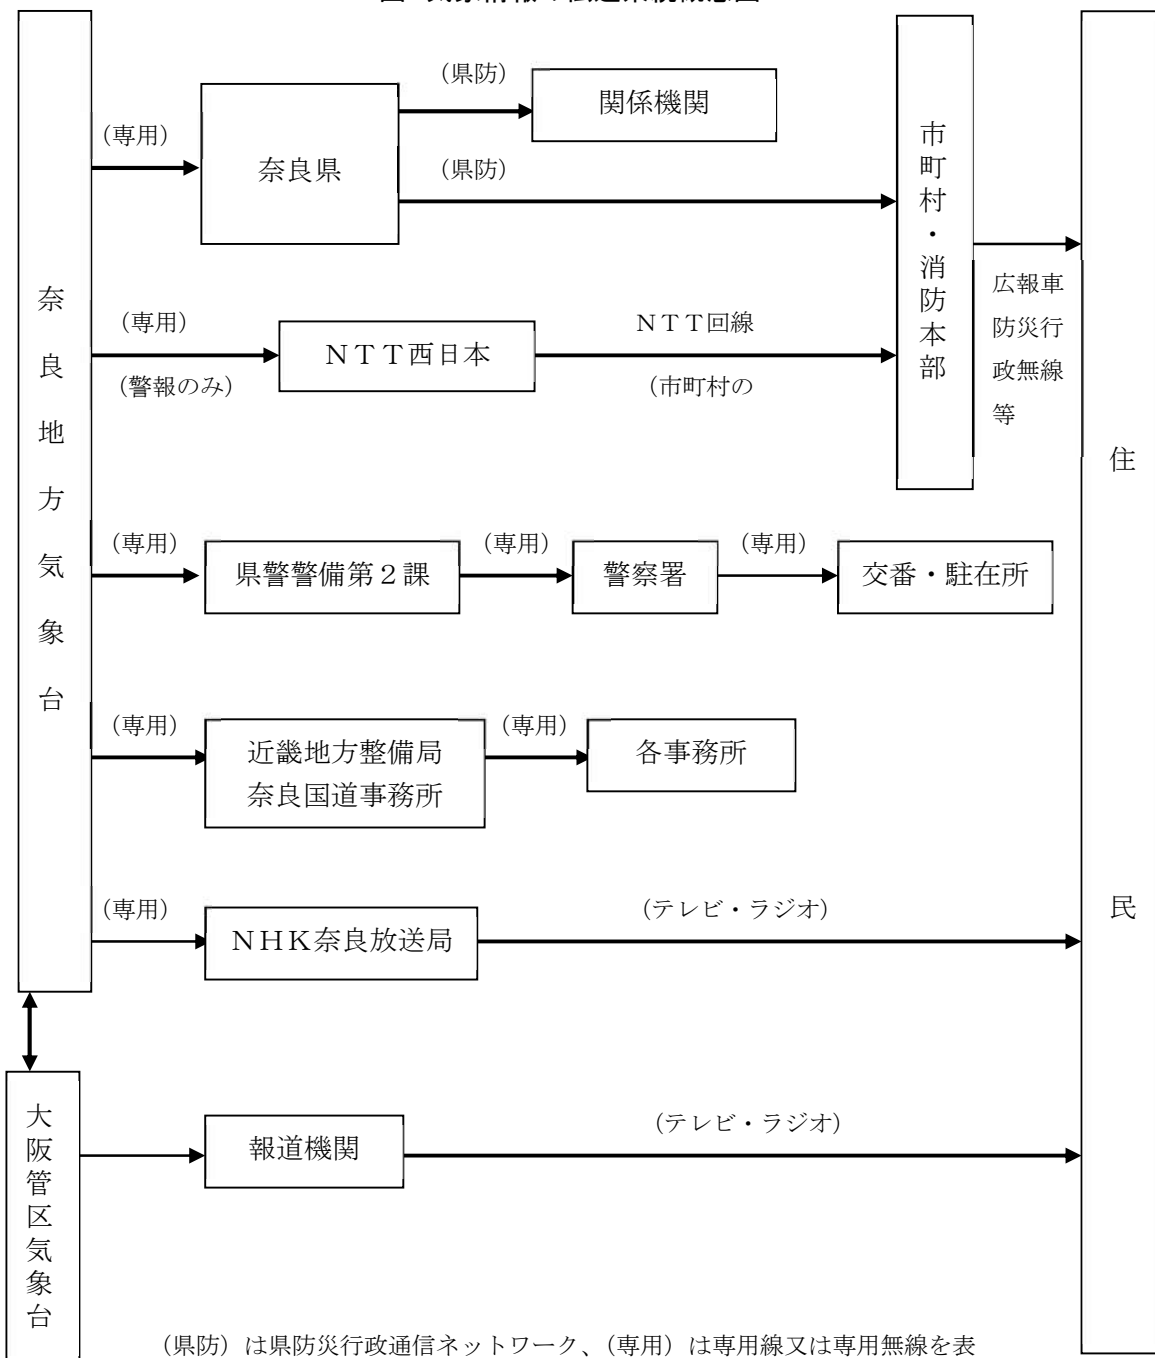 奈良地方気象台
(専用)
奈良県
(県防)
関係機関
(県防)
市町村・消防本部
広報車
防災行
政無線
等
住民
(専用)
(警報のみ)
ＮＴＴ西日本
ＮＴＴ回線
(市町村の
(専用)
県警警備第２課
(専用)
警察署
(専用)
交番・駐在所
(専用)
近畿地方整備局
奈良国道事務所
(専用)
各事務所
(専用)
ＮＨＫ奈良放送局
(テレビ・ラジオ)
大阪管区気象台
報道機関
(テレビ・ラジオ)
(県防)は県防災行政通信ネットワーク、(専用)は専用線又は専用無線を表